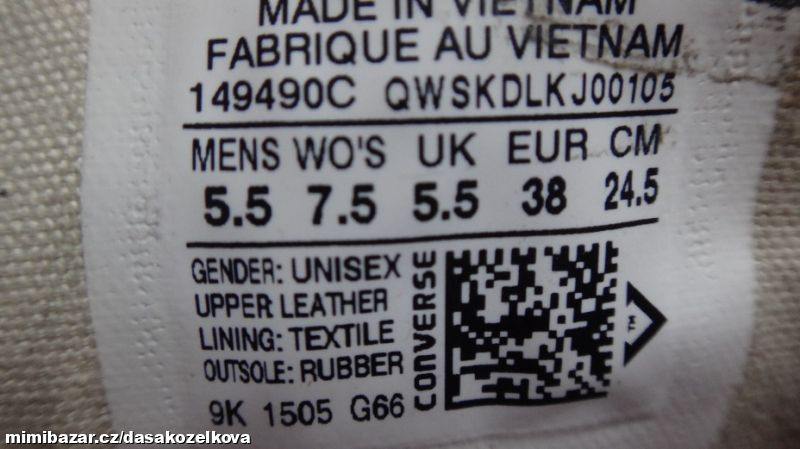 MADE IN VIETNAM
FABRIQUE AU VIETNAM
149490C QWSKDLKJ00105
MENS WO'S UK EUR CM
5.5 7.5 5.5 38 24.5
GENDER: UNISEX
UPPER: LEATHER
LINING: TEXTILE
OUTSOLE: RUBBER
9K 1505 G66
CONVERSE
TM
mimibazar.cz/dasakozelkova